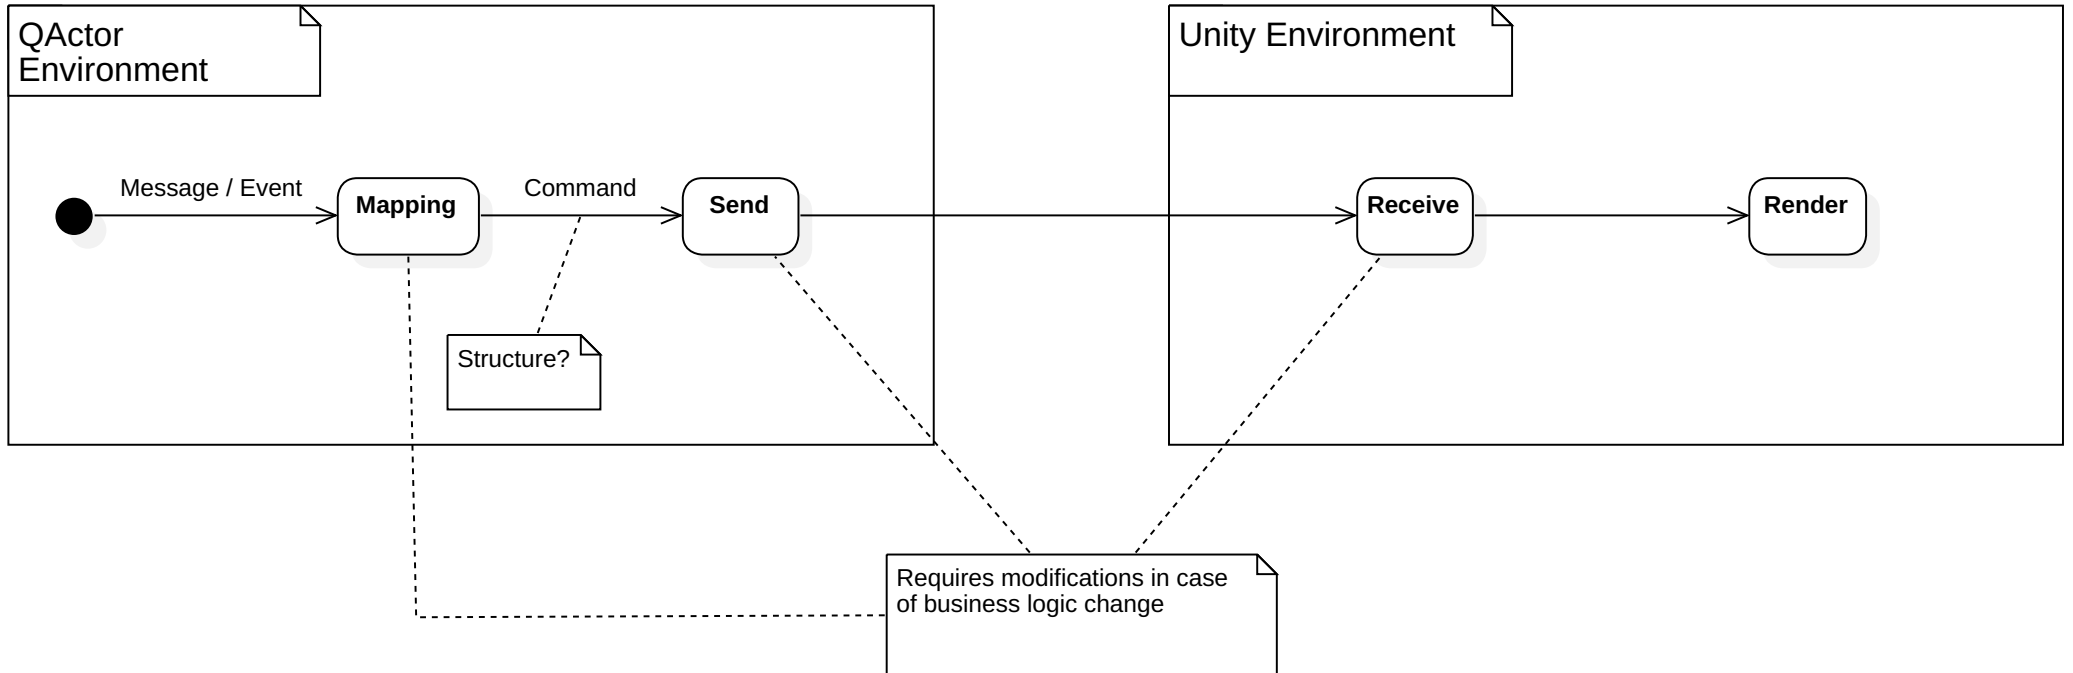 QActor
Environment
Unity Environment
Message / Event
Mapping
Command
Send
Receive
Render
Structure?
Requires modifications in case
of business logic change